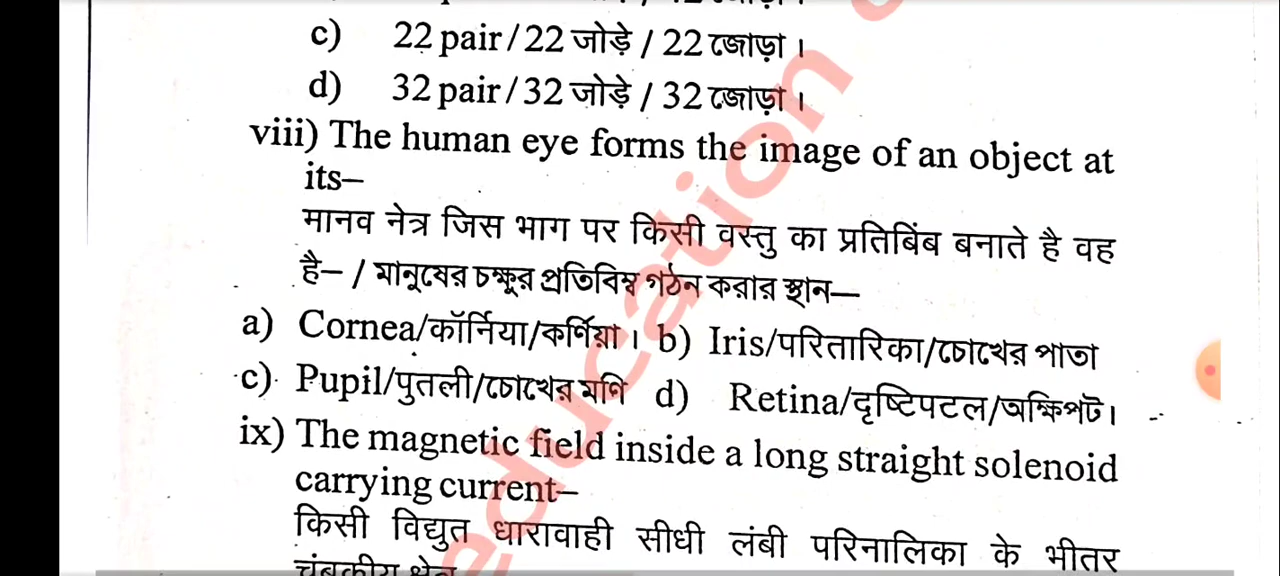 c) 22 pair / 22 जोड़े / 22 জোড়া ।
d) 32 pair / 32 जोड़े / 32 জোড়া ।
viii) The human eye forms the image of an object at
its–
मानव नेत्र जिस भाग पर किसी वस्तु का प्रतिबिंब बनाते है वह
है– / মানুষের চক্ষুর প্রতিবিম্ব গঠন করার স্থান—
a) Cornea/कॉर्निया/কর্ণিয়া । b) Iris/परितारिका/চোখের পাতা
c) Pupil/पुतली/চোখের মণি d) Retina/दृष्टिपटल/অক্ষিপট।
ix) The magnetic field inside a long straight solenoid
carrying current–
किसी विद्युत धारावाही सीधी लंबी परिनालिका के भीतर
चुंबकीय क्षेत्र
education